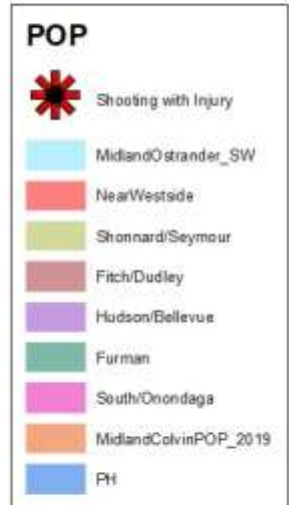 POP
Shooting with Injury
MidlandOstrander_SW
NearWestside
Shonnard/Seymour
Fitch/Dudley
Hudson/Bellevue
Furman
South/Onondaga
MidlandColvinPOP_2019
PH